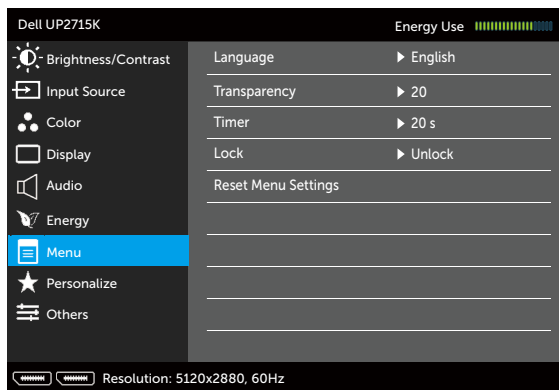 Dell UP2715K Energy Use
Brightness/Contrast Language English
Input Source Transparency 20
Color Timer 20 s
Display Lock Unlock
Audio Reset Menu Settings
Energy
Menu
Personalize
Others
Resolution: 5120x2880, 60Hz